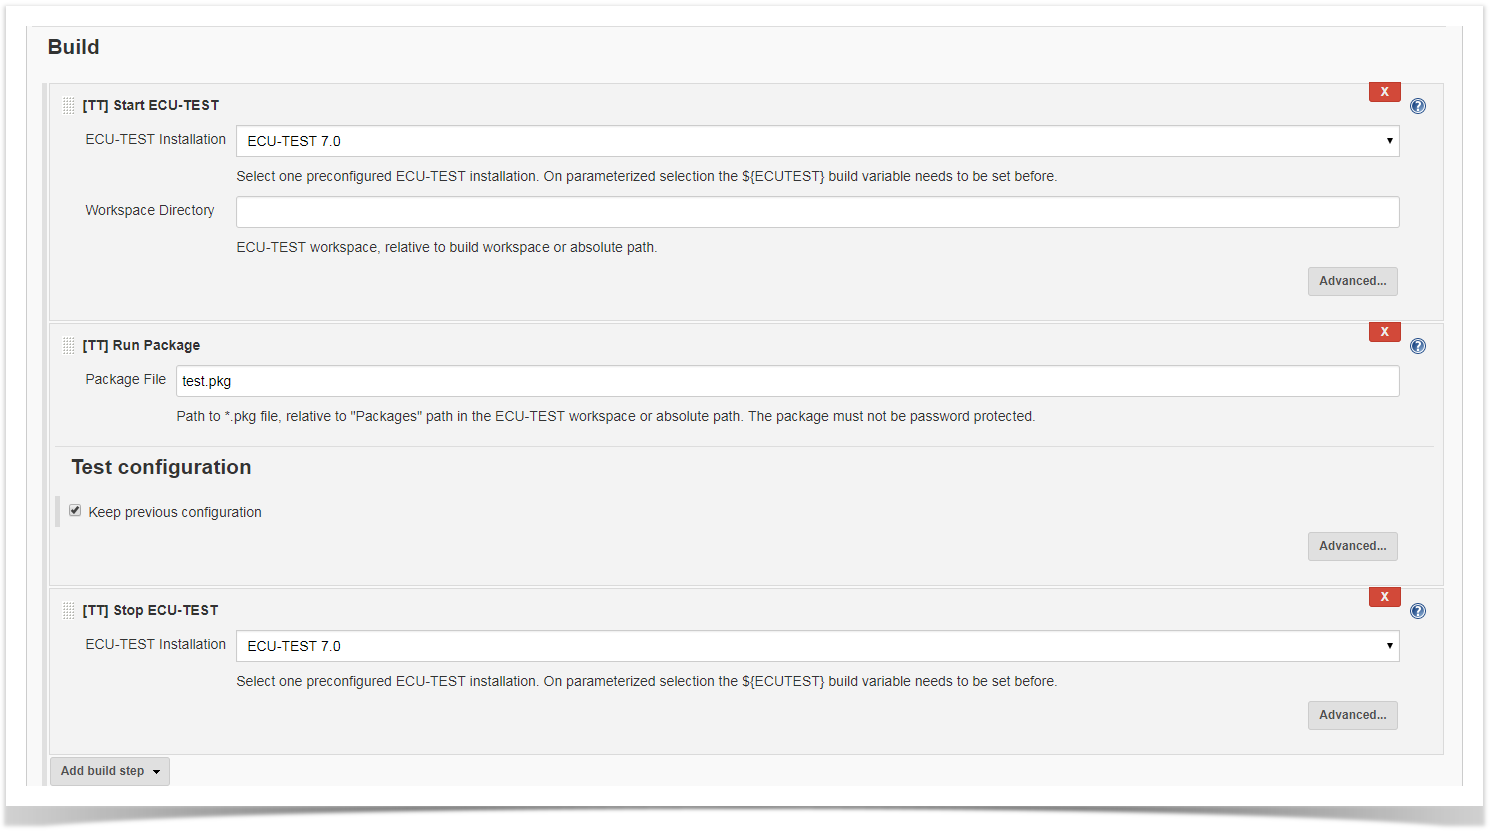 Build
[TT] Start ECU-TEST
X
?
ECU-TEST Installation
ECU-TEST 7.0
Select one preconfigured ECU-TEST installation. On parameterized selection the ${ECUTEST} build variable needs to be set before.
Workspace Directory
ECU-TEST workspace, relative to build workspace or absolute path.
Advanced...
[TT] Run Package
X
?
Package File
test.pkg
Path to *.pkg file, relative to "Packages" path in the ECU-TEST workspace or absolute path. The package must not be password protected.
Test configuration
Keep previous configuration
Advanced...
[TT] Stop ECU-TEST
X
?
ECU-TEST Installation
ECU-TEST 7.0
Select one preconfigured ECU-TEST installation. On parameterized selection the ${ECUTEST} build variable needs to be set before.
Advanced...
Add build step